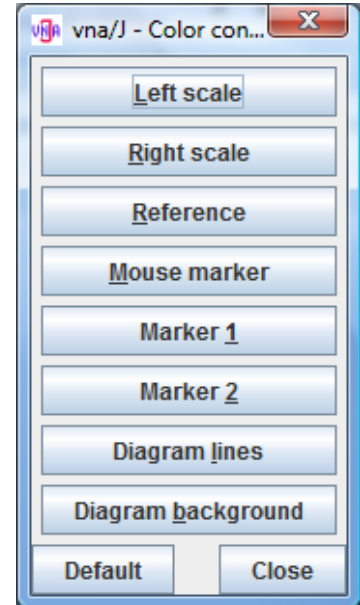 VNA vna/J - Color con... X
Left scale
Right scale
Reference
Mouse marker
Marker 1
Marker 2
Diagram lines
Diagram background
Default Close